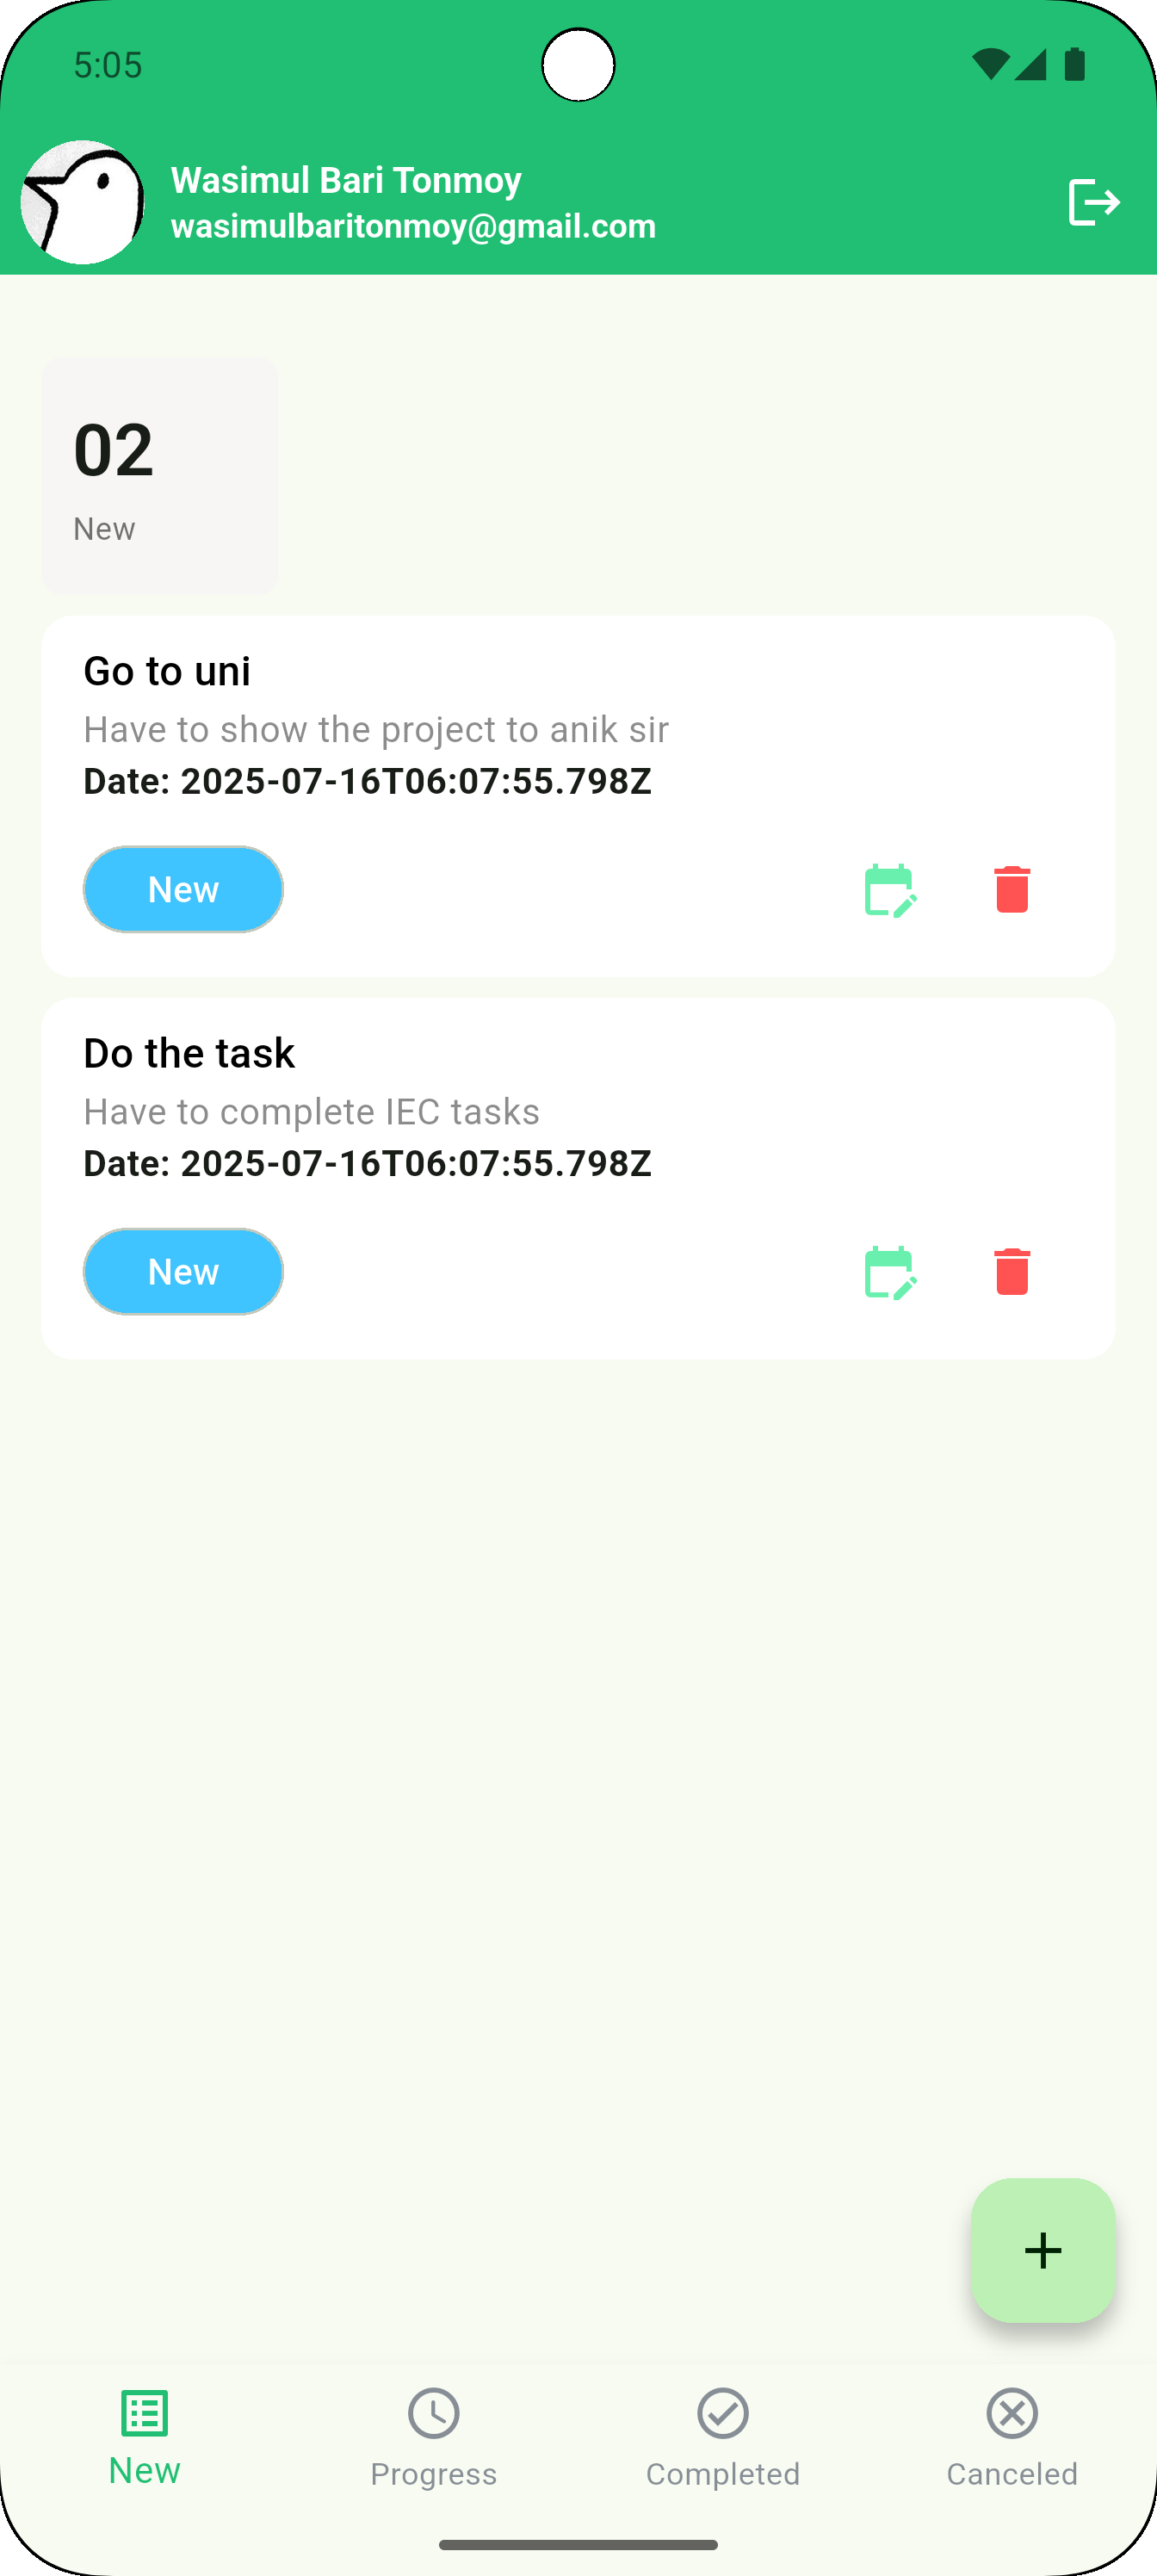 5:05
Wasimul Bari Tonmoy
wasimulbaritonmoy@gmail.com
02
New
Go to uni
Have to show the project to anik sir
Date: 2025-07-16T06:07:55.798Z
New
Do the task
Have to complete IEC tasks
Date: 2025-07-16T06:07:55.798Z
New
New
Progress
Completed
Canceled